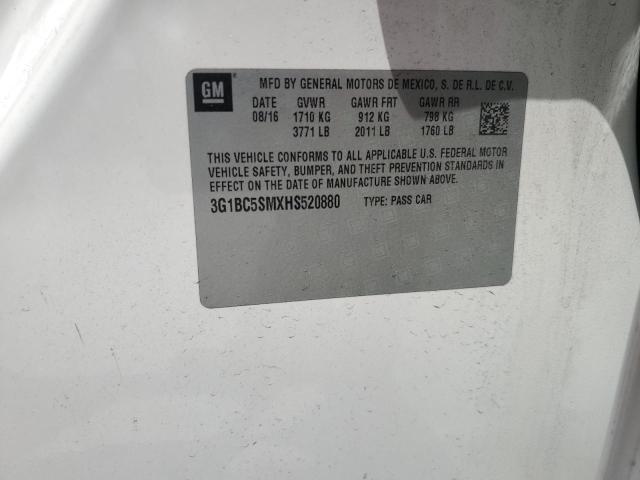 GM ® MFD BY GENERAL MOTORS DE MEXICO, S. DE R.L. DE C.V.
DATE GVWR GAWR FRT GAWR RR
08/16 1710 KG 912 KG 798 KG
3771 LB 2011 LB 1760 LB
THIS VEHICLE CONFORMS TO ALL APPLICABLE U.S. FEDERAL MOTOR
VEHICLE SAFETY, BUMPER, AND THEFT PREVENTION STANDARDS IN
EFFECT ON THE DATE OF MANUFACTURE SHOWN ABOVE.
3G1BC5SMXHS520880 TYPE: PASS CAR